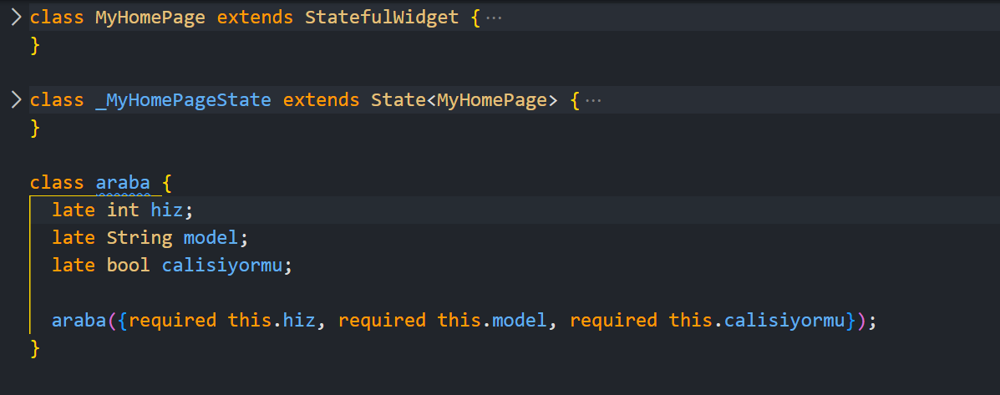 class MyHomePage extends StatefulWidget { ···
}
class _MyHomePageState extends State<MyHomePage> { ···
}
class araba {
late int hiz;
late String model;
late bool calisiyormu;
araba({required this.hiz, required this.model, required this.calisiyormu});
}